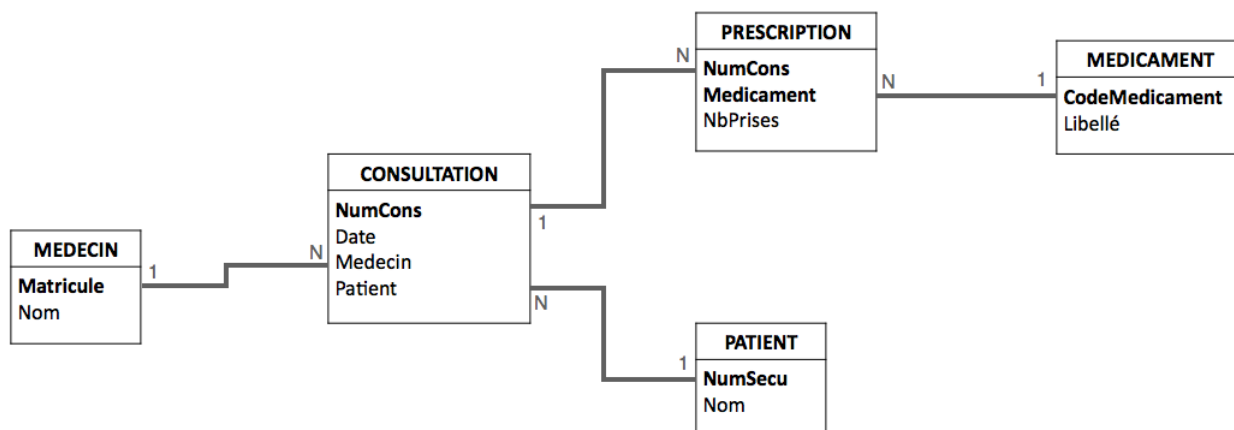 PRESCRIPTION
NumCons
Medicament
NbPrises
N
N
1
MEDICAMENT
CodeMedicament
Libellé
CONSULTATION
NumCons
Date
Medecin
Patient
N
1
N
MEDECIN
Matricule
Nom
1
PATIENT
NumSecu
Nom
1